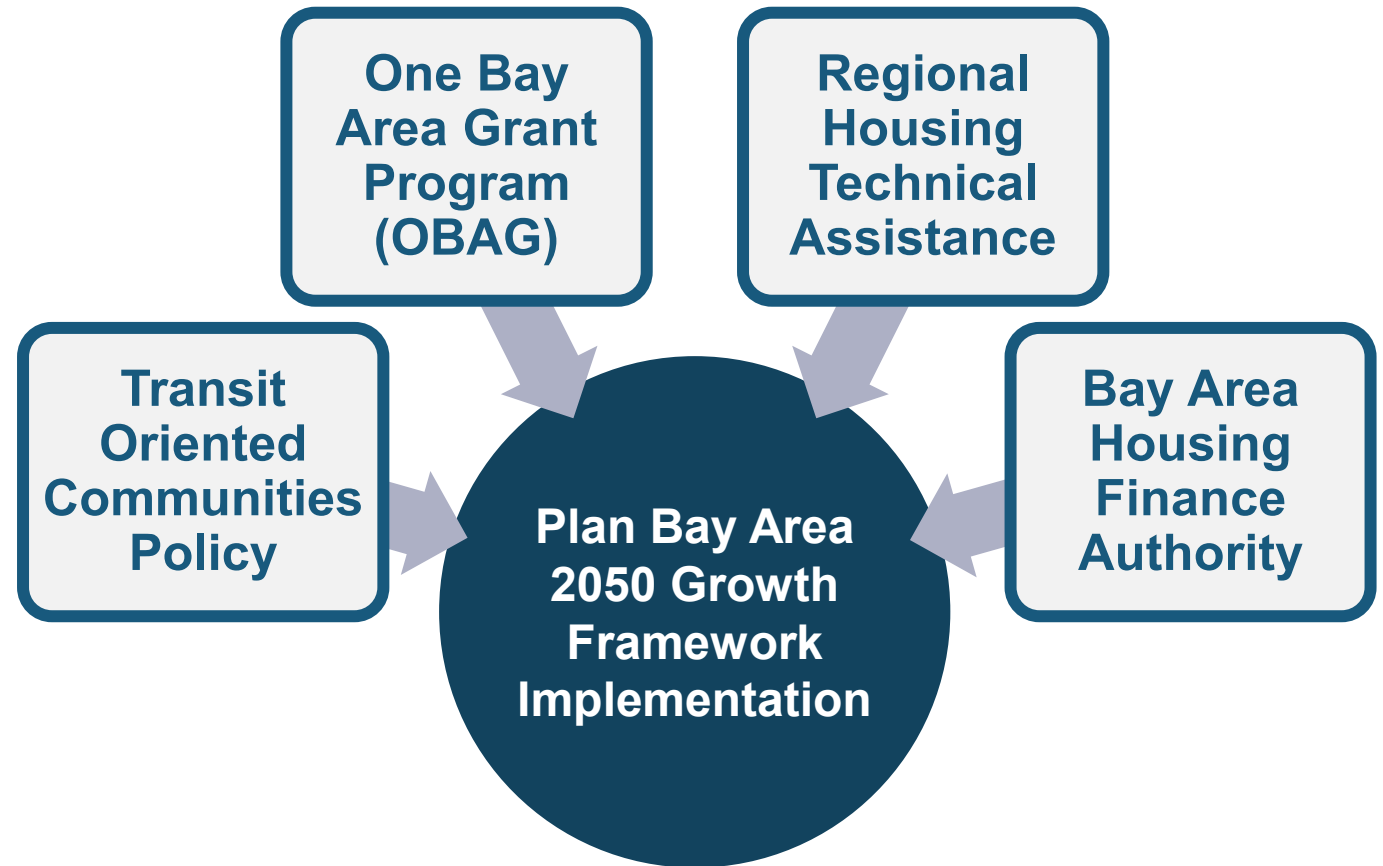 One Bay
Area Grant
Program
(OBAG)
Regional
Housing
Technical
Assistance
Transit
Oriented
Communities
Policy
Bay Area
Housing
Finance
Authority
Plan Bay Area
2050 Growth
Framework
Implementation